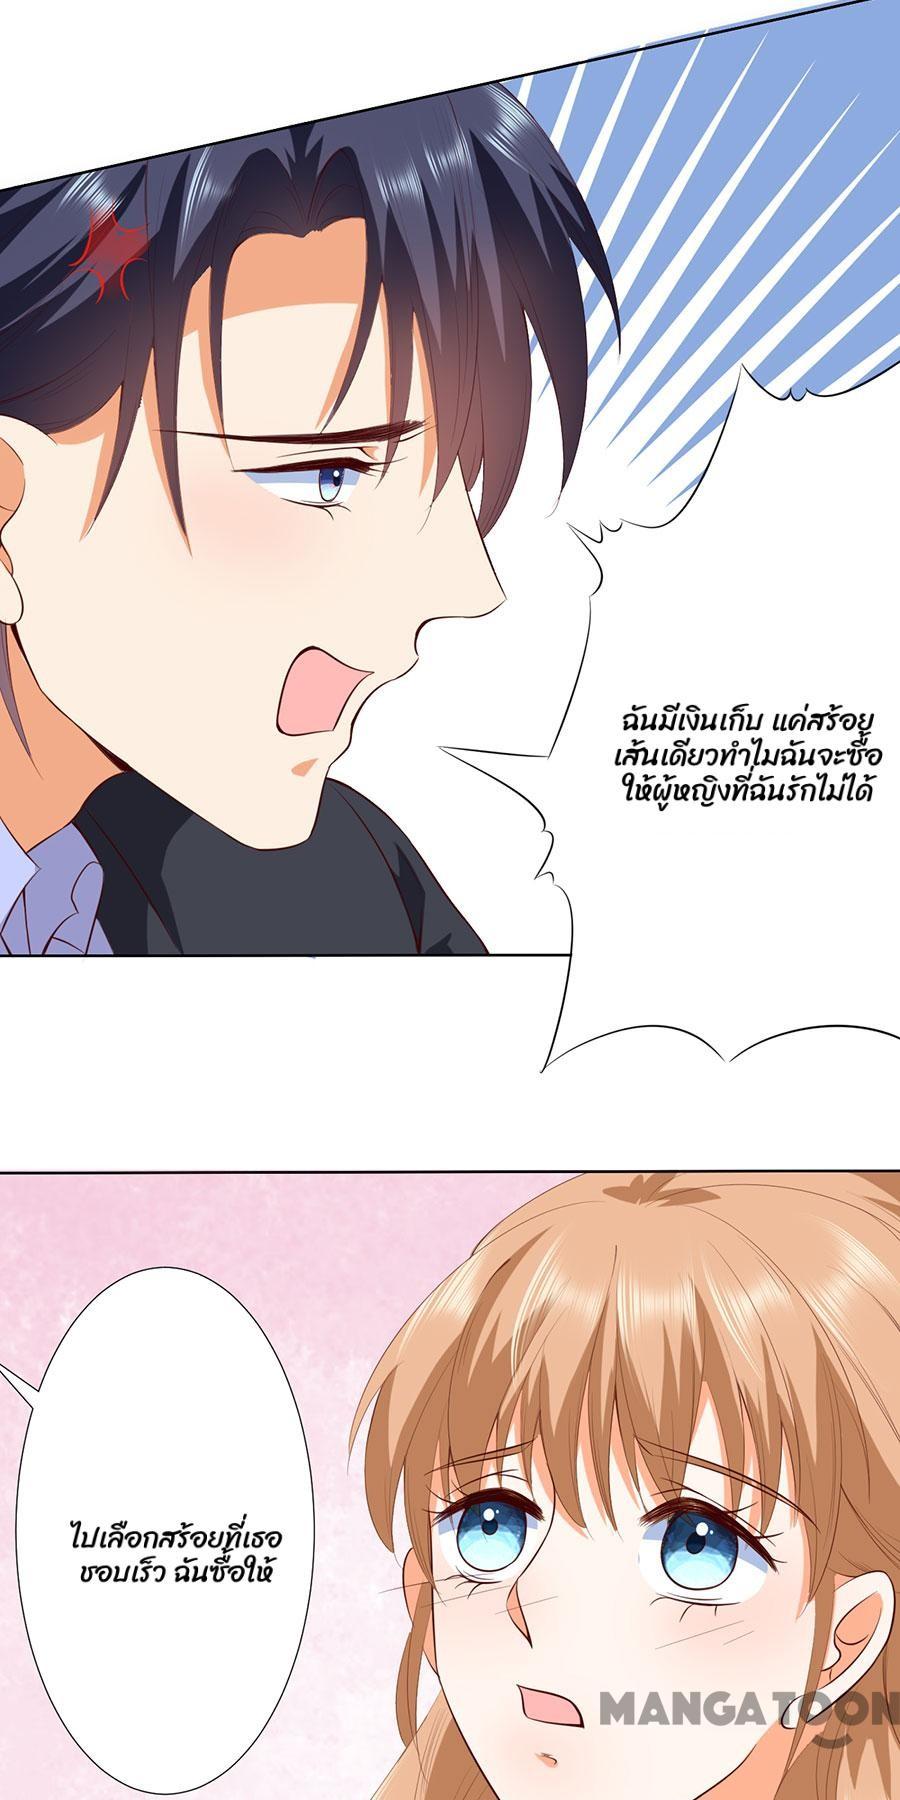 ฉันมีเงินเก็บ แค่สร้อย
เส้นเดียวทำไมฉันจะซื้อ
ให้ผู้หญิงที่ฉันรักไม่ได้
ไปเลือกสร้อยที่เธอ
ชอบเร็ว ฉันซื้อให้
MANGATOON